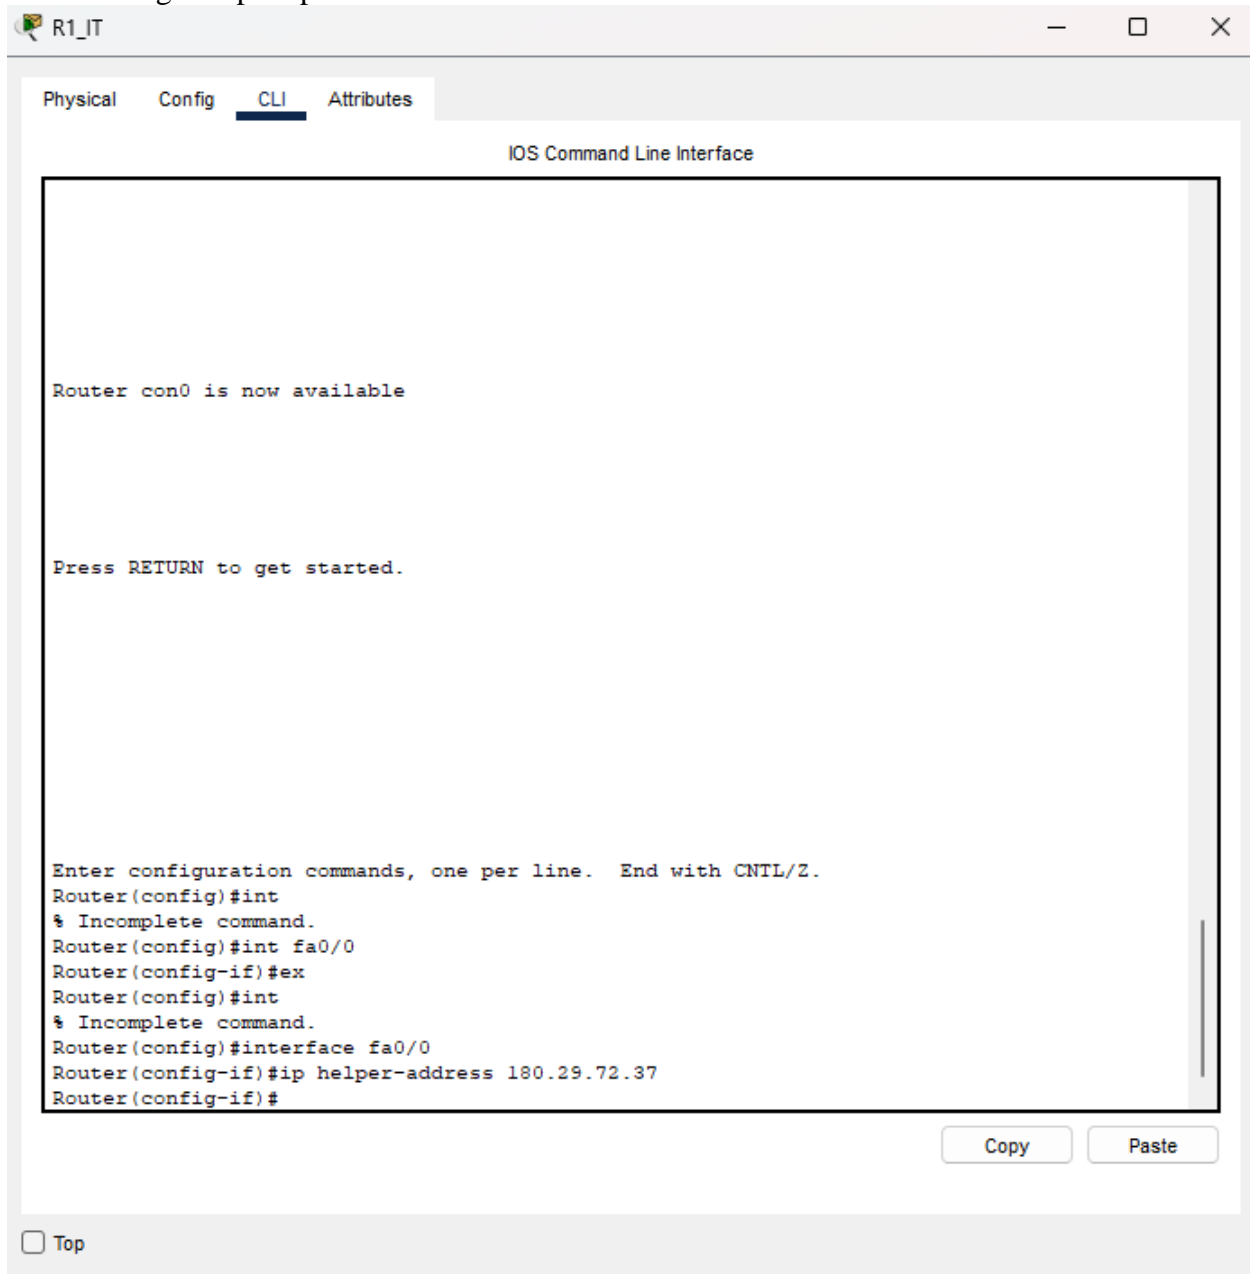 R1_IT
Physical Config CLI Attributes
IOS Command Line Interface
Router con0 is now available
Press RETURN to get started.
Enter configuration commands, one per line.  End with CNTL/Z.
Router(config)#int
% Incomplete command.
Router(config)#int fa0/0
Router(config-if)#ex
Router(config)#int
% Incomplete command.
Router(config)#interface fa0/0
Router(config-if)#ip helper-address 180.29.72.37
Router(config-if)#
Copy Paste
Top